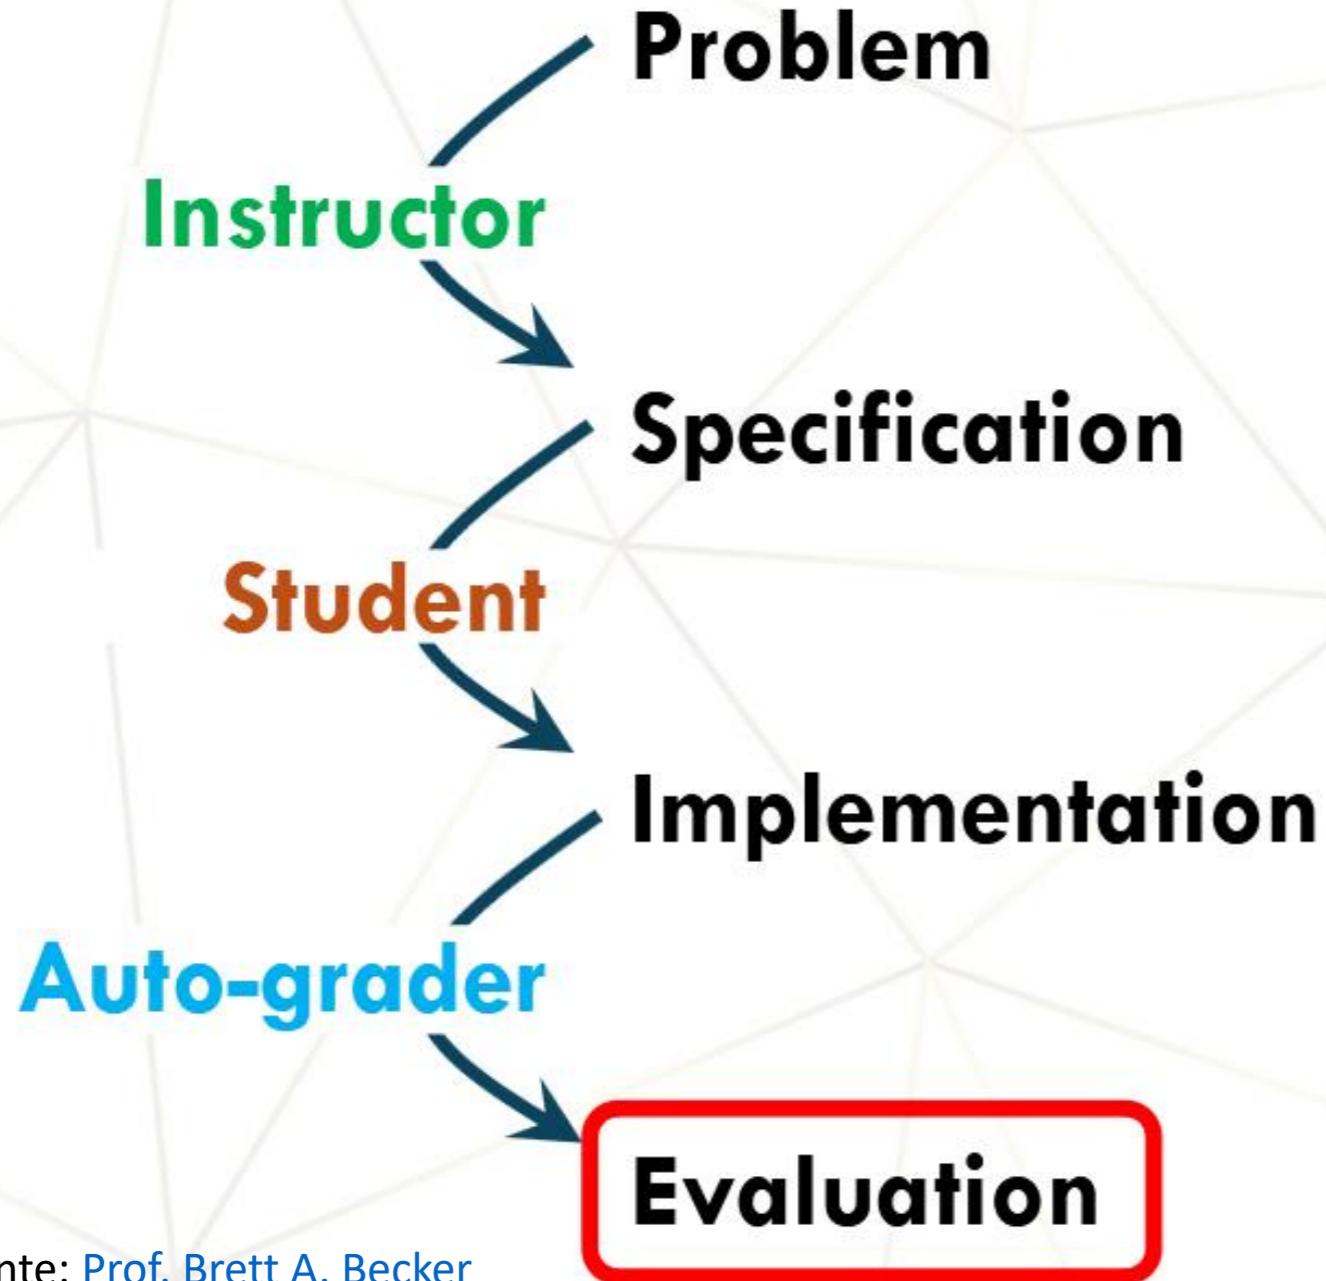 Problem
Instructor
Specification
Student
Implementation
Auto-grader
Evaluation
nte: Prof. Brett A. Becker